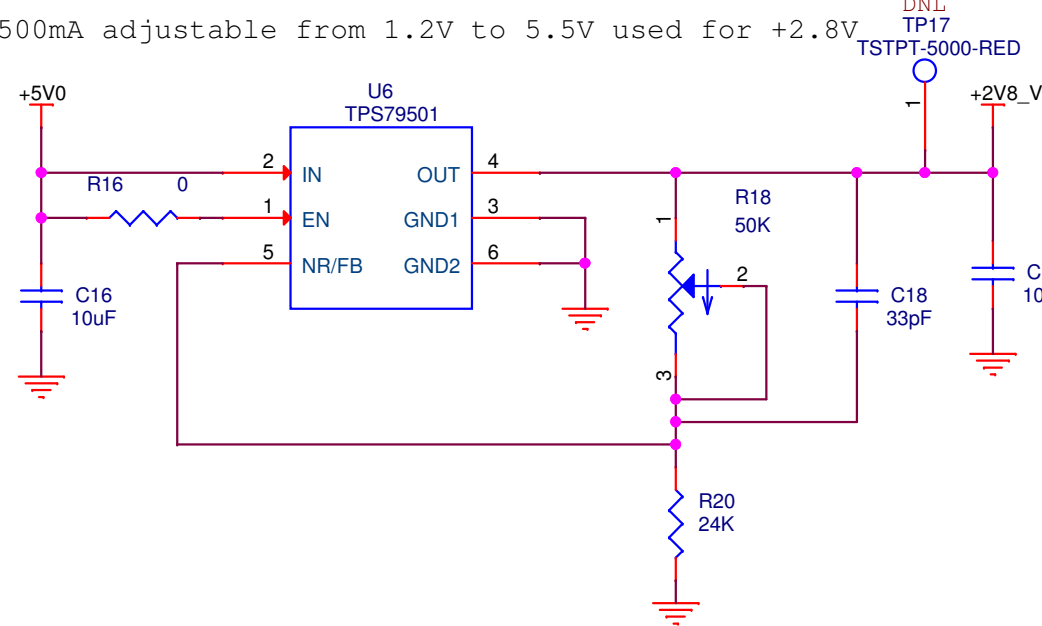 DNL
500mA adjustable from 1.2V to 5.5V used for +2.8V
TP17
TSTPT-5000-RED
+5V0
U6
TPS79501
1
+2V8_V
2
IN
OUT
4
R16
0
R18
50K
1
1
EN
GND1
3
5
NR/FB
GND2
6
2
C16
10uF
C18
33pF
C
10
3
R20
24K